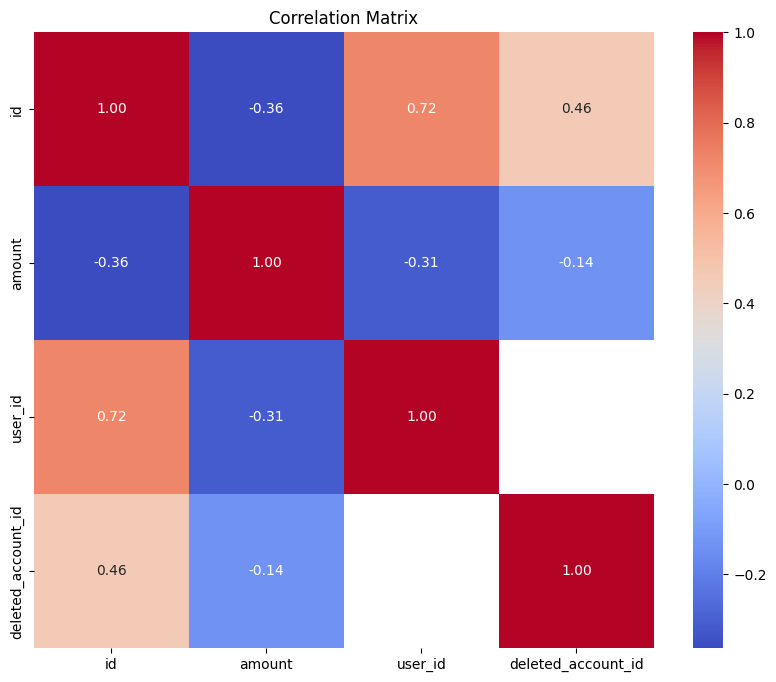 Correlation Matrix
id
1.00 -0.36 0.72 0.46
amount
-0.36 1.00 -0.31 -0.14
user_id
0.72 -0.31 1.00
deleted_account_id
0.46 -0.14 1.00
id amount user_id deleted_account_id
1.0
0.8
0.6
0.4
0.2
0.0
−0.2